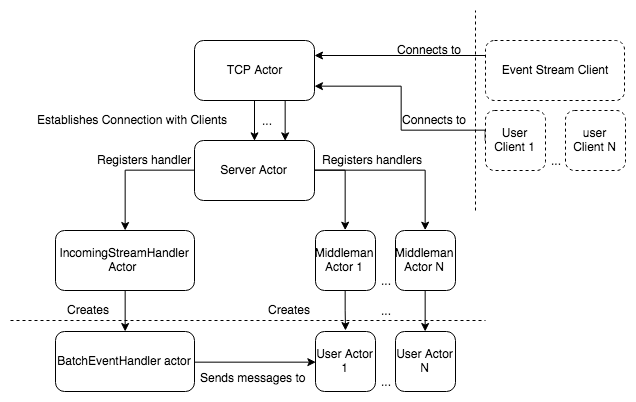 Connects to
TCP Actor
Event Stream Client
Establishes Connection with Clients
...
Connects to
User
Client 1
...
user
Client N
Registers handler
Server Actor
Registers handlers
IncomingStreamHandler
Actor
Middleman
Actor 1
...
Middleman
Actor N
Creates
Creates
...
BatchEventHandler actor
Sends messages to
User Actor
1
...
User Actor
N